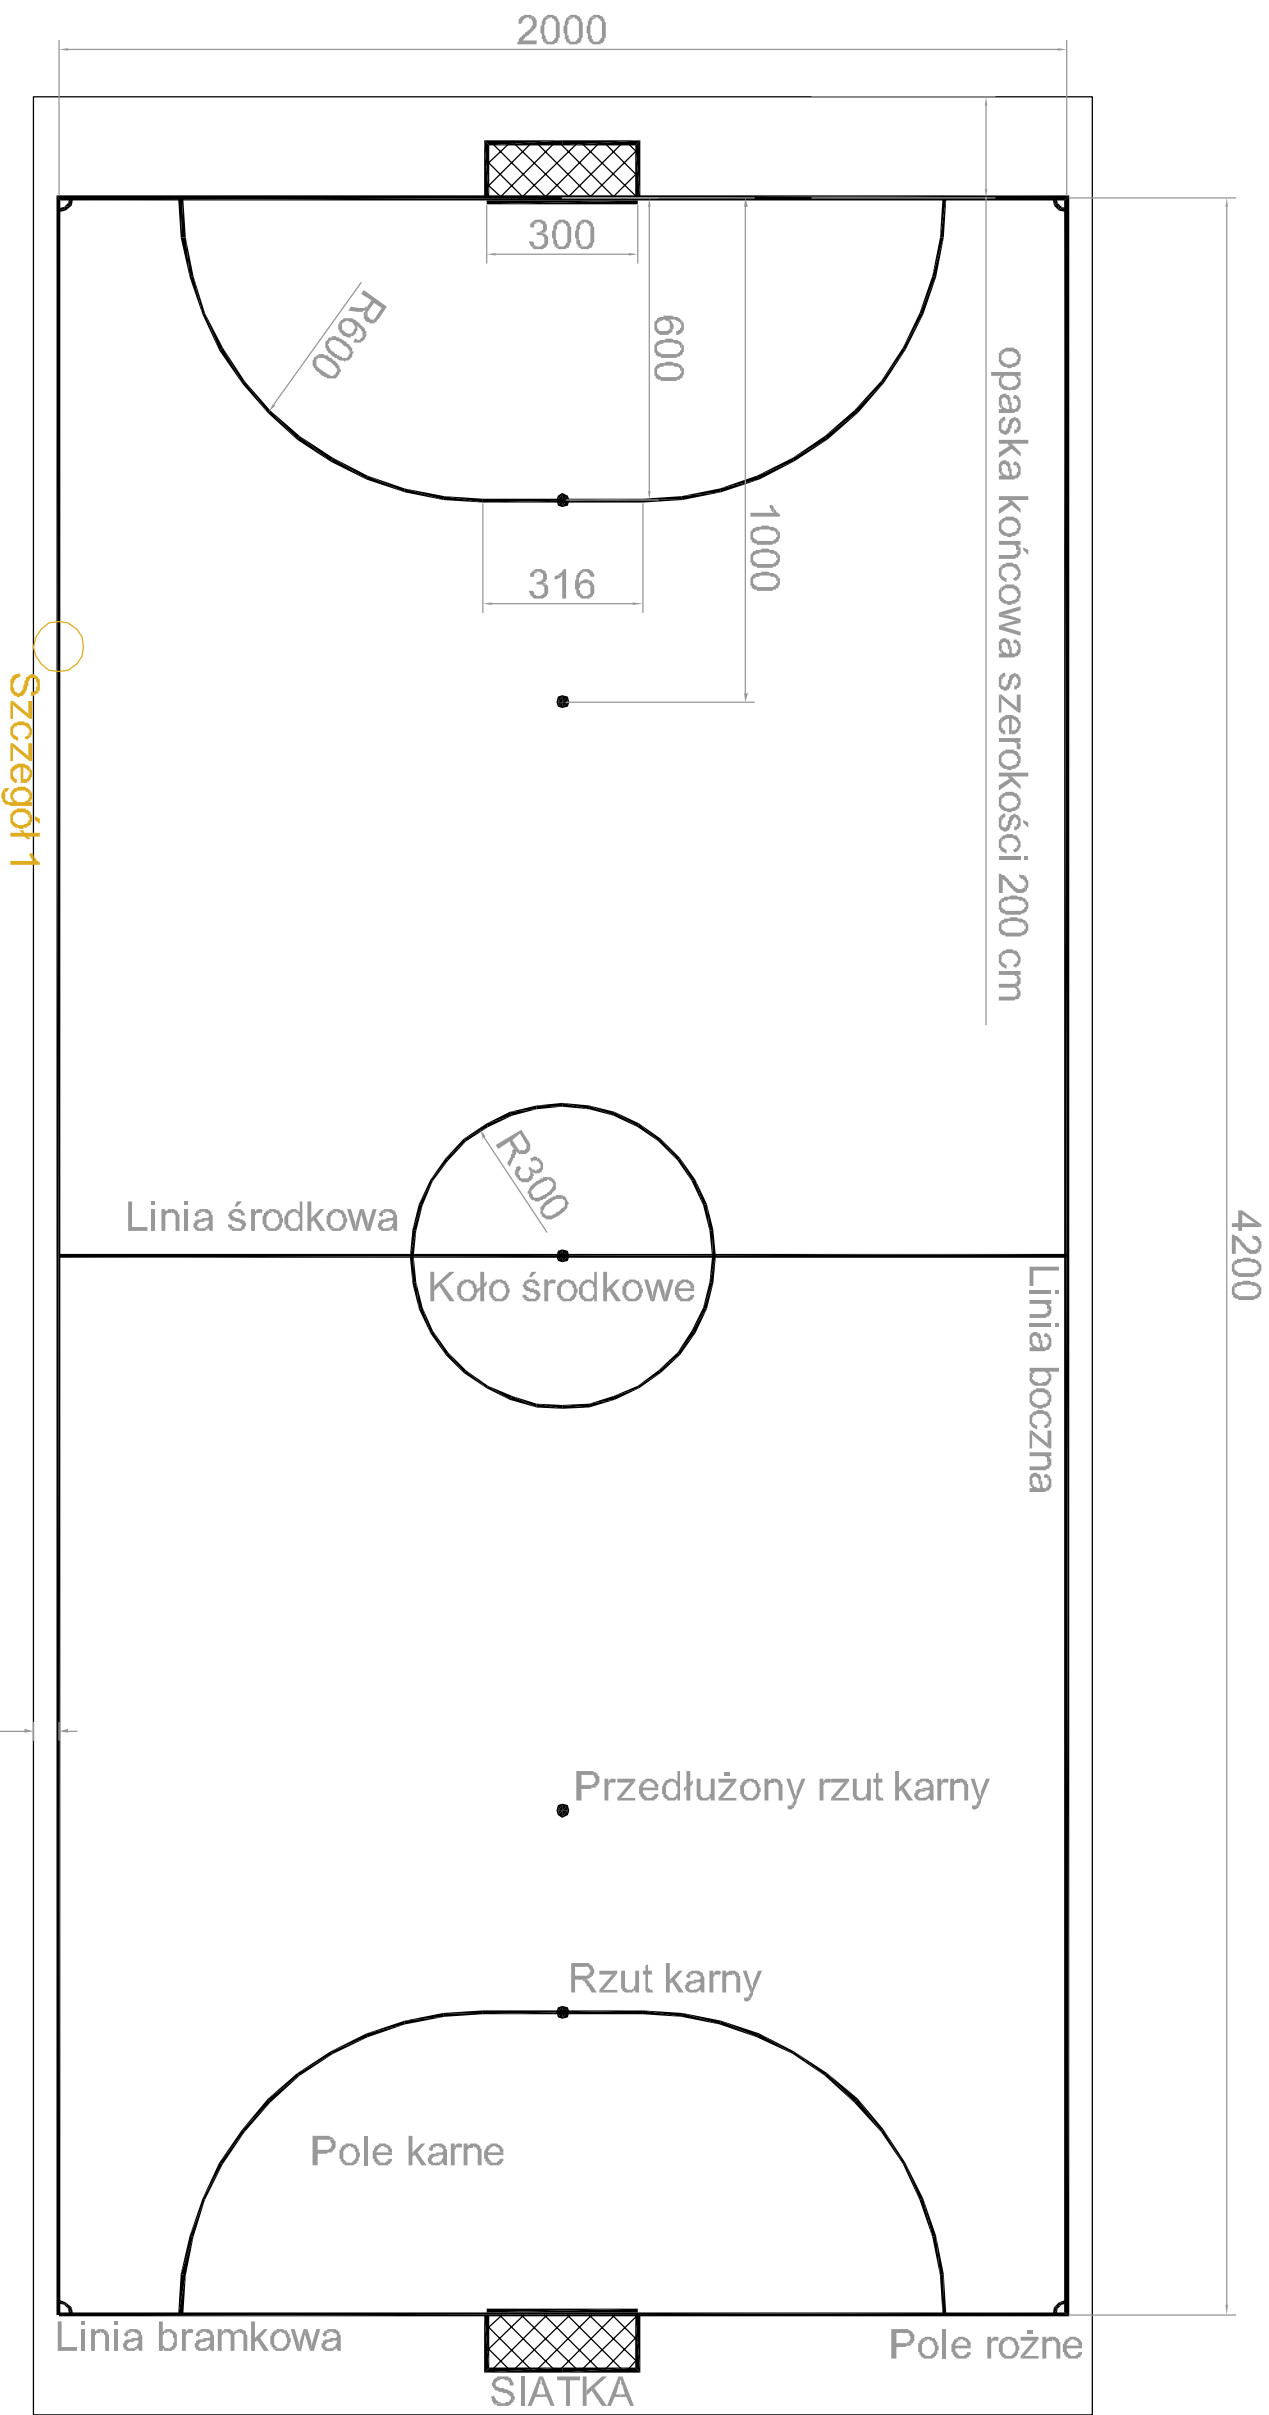 2000
300
R600
600
opaska końcowa szerokości 200 cm
1000
316
Szczegół 1
R300
Linia środkowa
4200
Koło środkowe
Linia boczna
Przedłużony rzut karny
Rzut karny
Pole karne
Linia bramkowa
Pole rożne
SIATKA